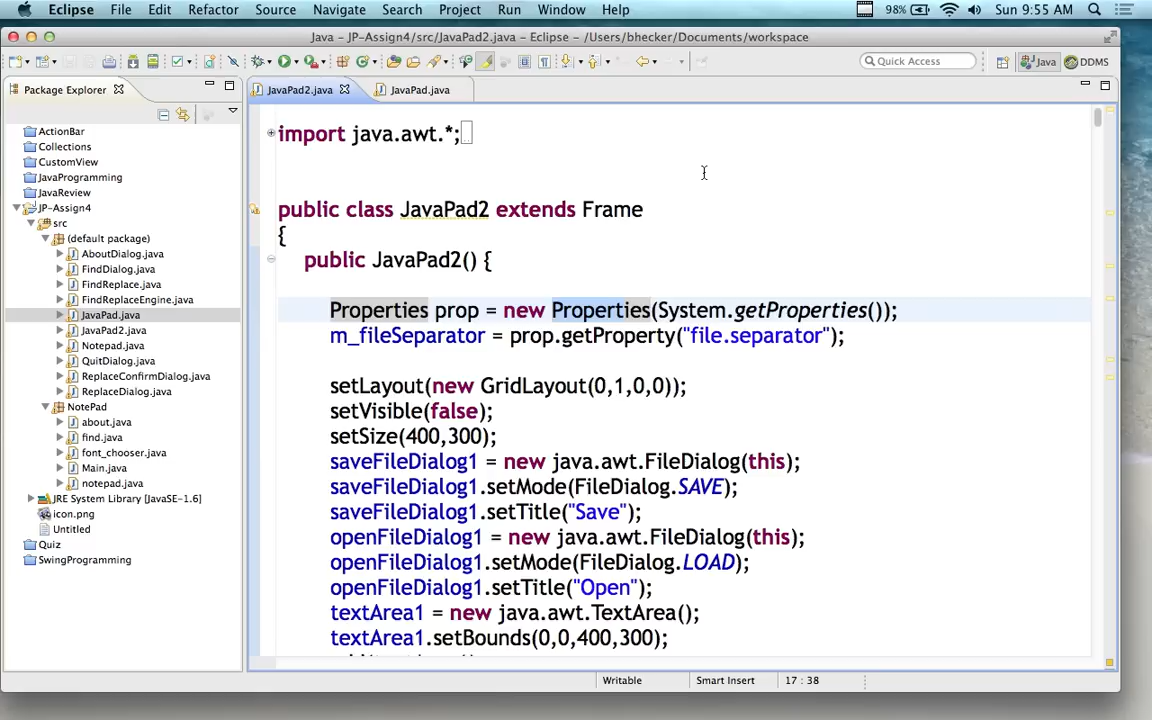 Eclipse File Edit Refactor Source Navigate Search Project Run Window Help 98% Sun 9:55 AM
Java - JP-Assign4/src/JavaPad2.java - Eclipse - /Users/bhecker/Documents/workspace
Quick Access Java DDMS
Package Explorer
JavaPad2.java JavaPad.java
ActionBar
Collections
CustomView
JavaProgramming
JavaReview
JP-Assign4
src
(default package)
AboutDialog.java
FindDialog.java
FindReplace.java
FindReplaceEngine.java
JavaPad.java
JavaPad2.java
Notepad.java
QuitDialog.java
ReplaceConfirmDialog.java
ReplaceDialog.java
NotePad
about.java
find.java
font_chooser.java
Main.java
notepad.java
JRE System Library [JavaSE-1.6]
icon.png
Untitled
Quiz
SwingProgramming
import java.awt.*;
public class JavaPad2 extends Frame
{
public JavaPad2() {
Properties prop = new Properties(System.getProperties());
m_fileSeparator = prop.getProperty("file.separator");
setLayout(new GridLayout(0,1,0,0));
setVisible(false);
setSize(400,300);
saveFileDialog1 = new java.awt.FileDialog(this);
saveFileDialog1.setMode(FileDialog.SAVE);
saveFileDialog1.setTitle("Save");
openFileDialog1 = new java.awt.FileDialog(this);
openFileDialog1.setMode(FileDialog.LOAD);
openFileDialog1.setTitle("Open");
textArea1 = new java.awt.TextArea();
textArea1.setBounds(0,0,400,300);
Writable Smart Insert 17 : 38